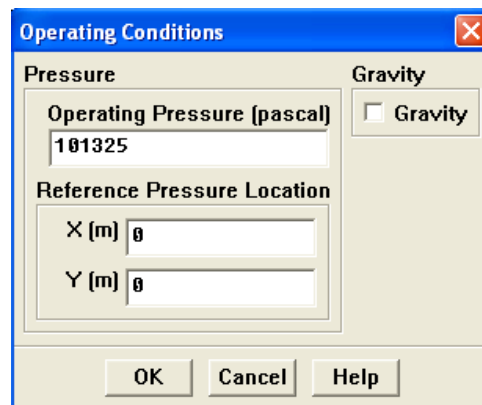 Operating Conditions
Pressure
Operating Pressure (pascal)
101325
Reference Pressure Location
X (m) 0
Y (m) 0
Gravity
Gravity
OK Cancel Help